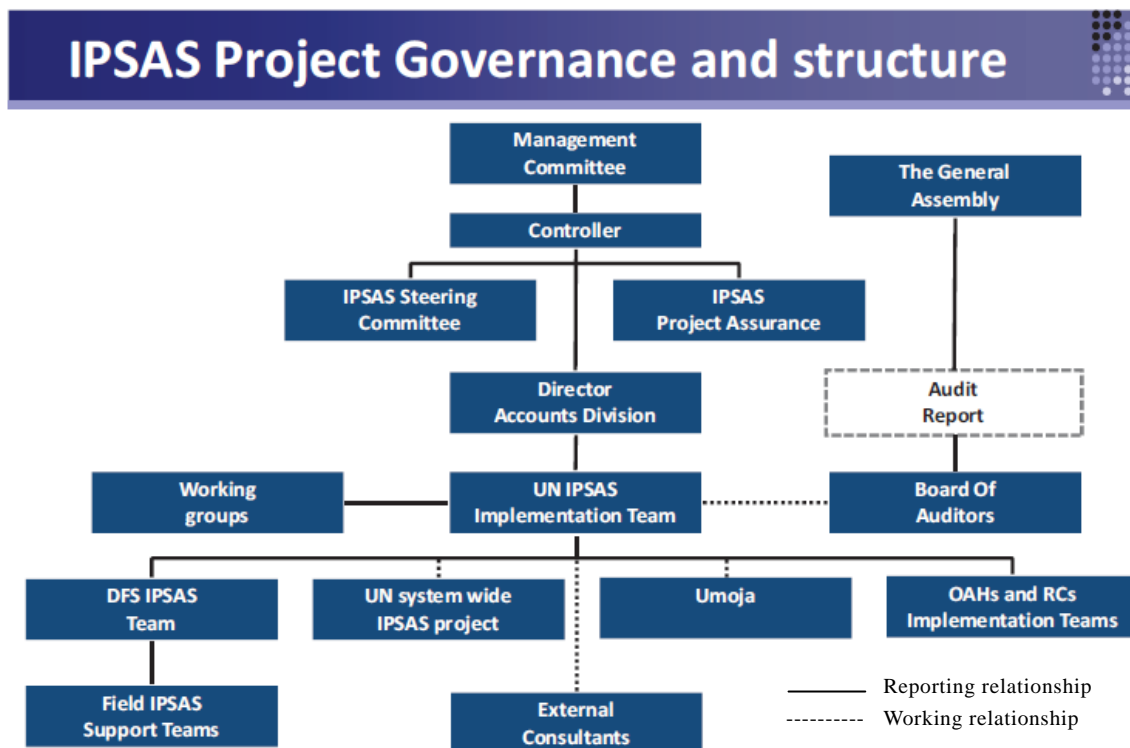 IPSAS Project Governance and structure
Management
Committee
The General
Assembly
Controller
IPSAS Steering
Committee
IPSAS
Project Assurance
Director
Accounts Division
Audit
Report
Working
groups
UN IPSAS
Implementation Team
Board Of
Auditors
DFS IPSAS
Team
UN system wide
IPSAS project
Umoja
OAHs and RCs
Implementation Teams
Field IPSAS
Support Teams
External
Consultants
Reporting relationship
Working relationship